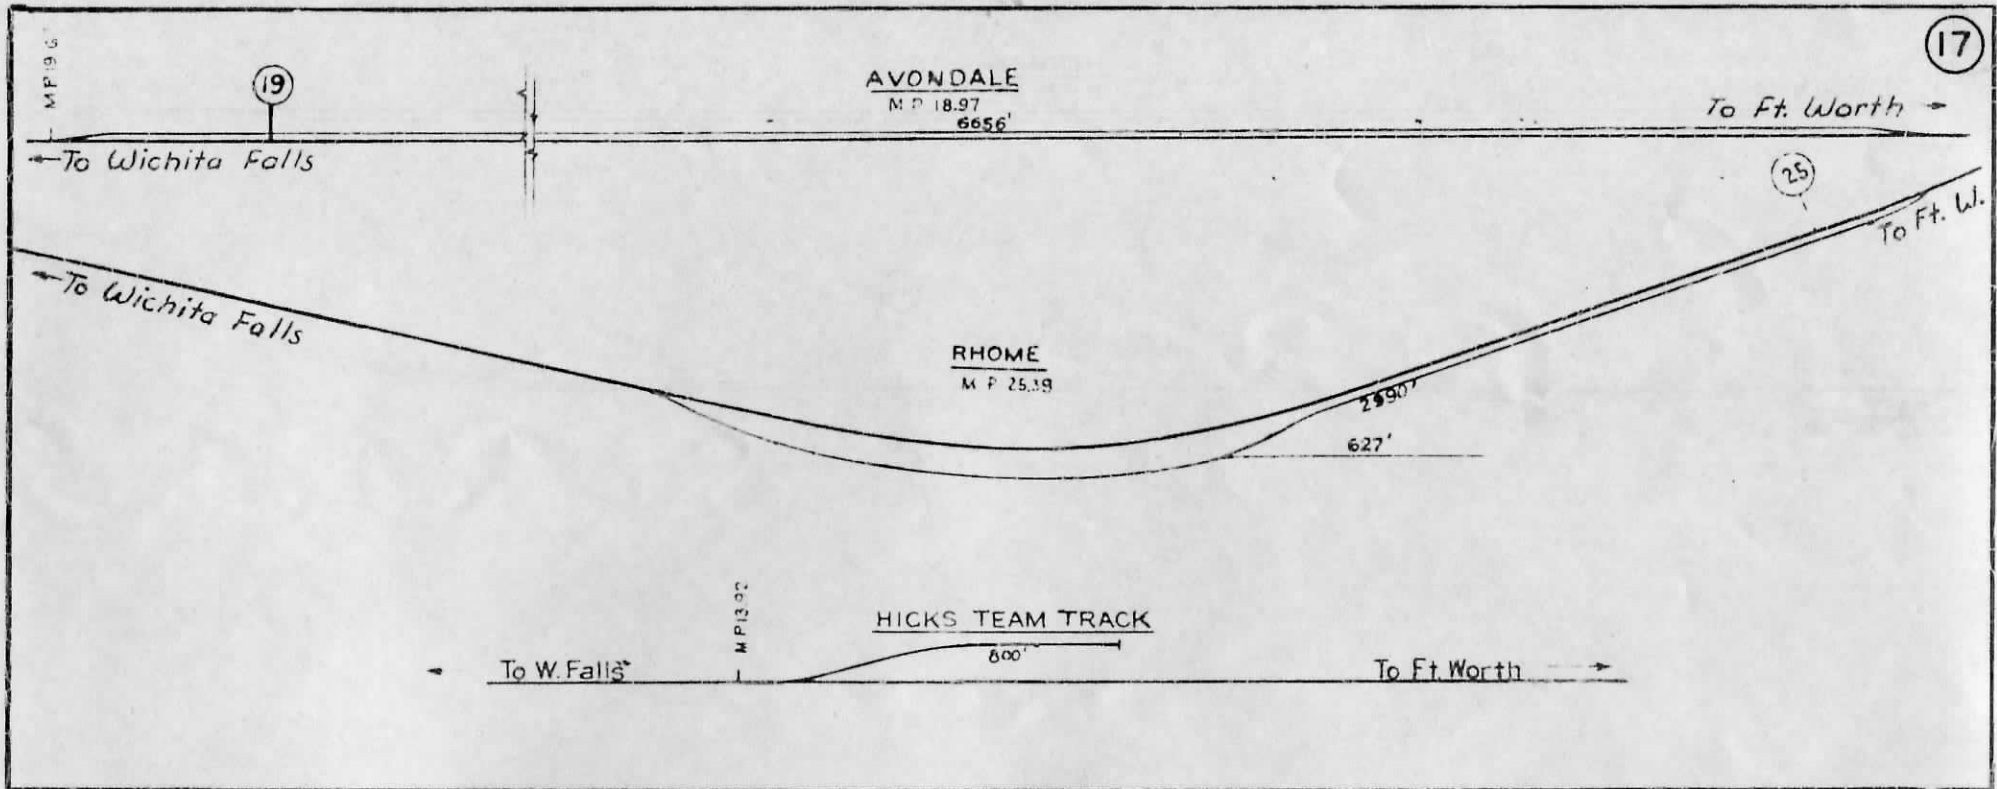 17
MP 19.6
19
AVONDALE
M P 18.97
6656'
To Ft. Worth
To Wichita Falls
25
To Ft. W.
To Wichita Falls
RHOME
M P 25.39
627'
MP 13.92
HICKS TEAM TRACK
800'
To W. Falls
To Ft. Worth